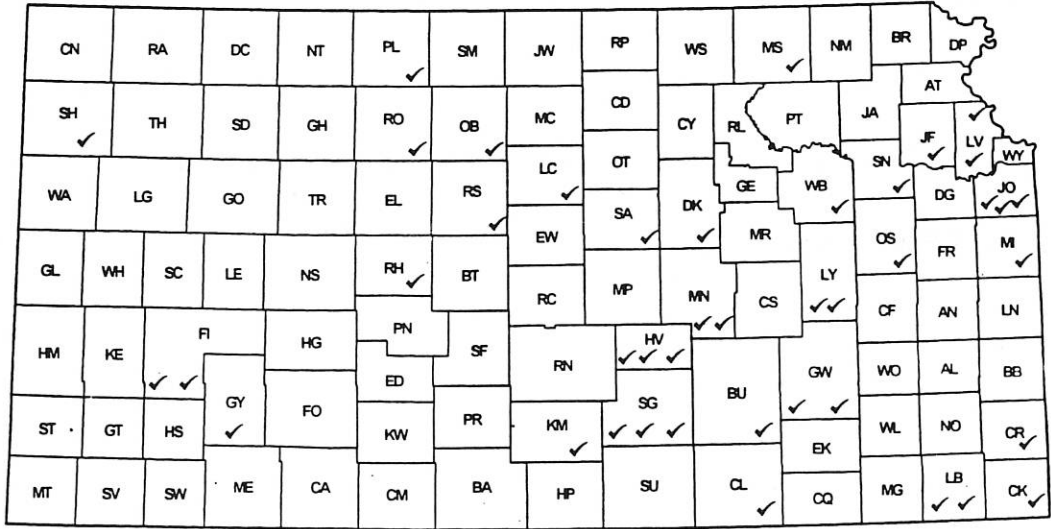 CN RA DC NT PL SM JW RP WS MS NM BR DP
AT
SH TH SD GH RO OB MC CD CY RL PT JA JF LV
WY
LC OT GE WB SN DG JO
WA LG GO TR EL RS SA DK
EW MR OS FR MI
GL WH SC LE NS RH BT LY
RC MP MN CS CF AN LN
HM KE FI HG PN SF RN HV
ED WO AL BB
GY FO BU GW
ST GT HS KW PR KM SG WL NO CR
EK
MT SV SW ME CA CM BA HP SU CL CQ MG LB CK